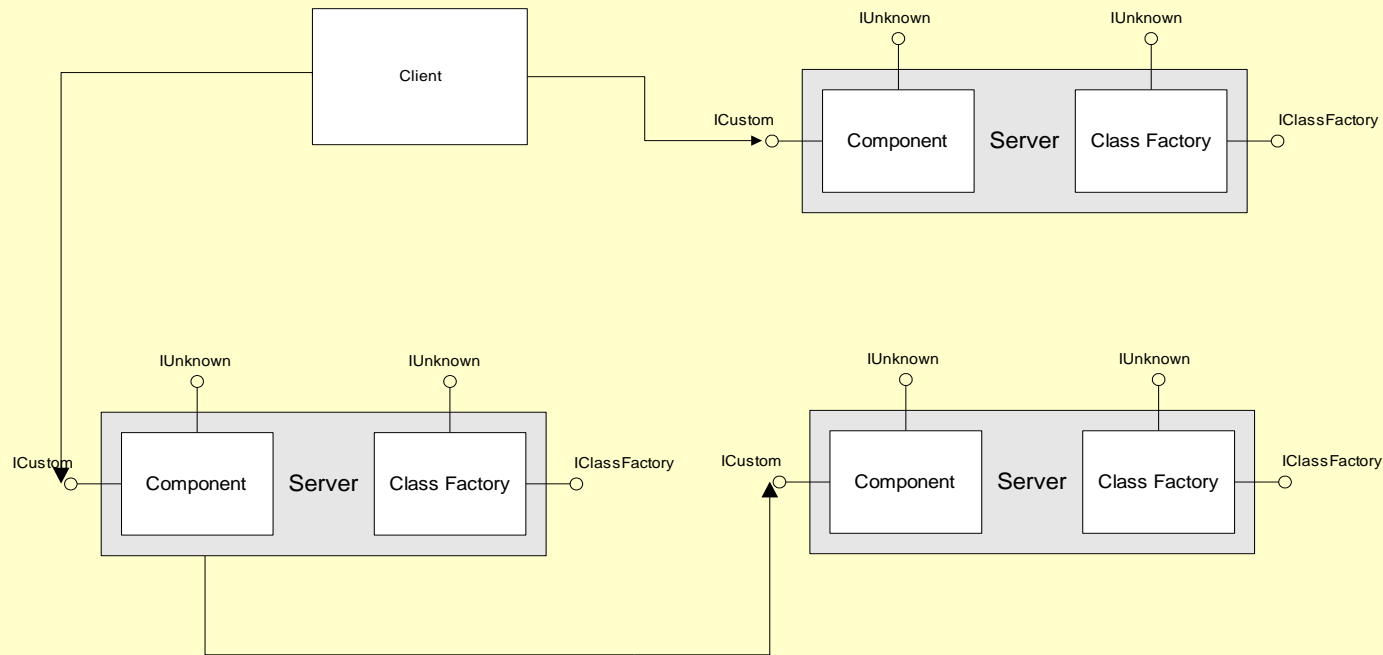 Client
IUnknown
IUnknown
ICustom
Component
Server
Class Factory
IClassFactory
IUnknown
IUnknown
ICustom
Component
Server
Class Factory
IClassFactory
IUnknown
IUnknown
ICustom
Component
Server
Class Factory
IClassFactory